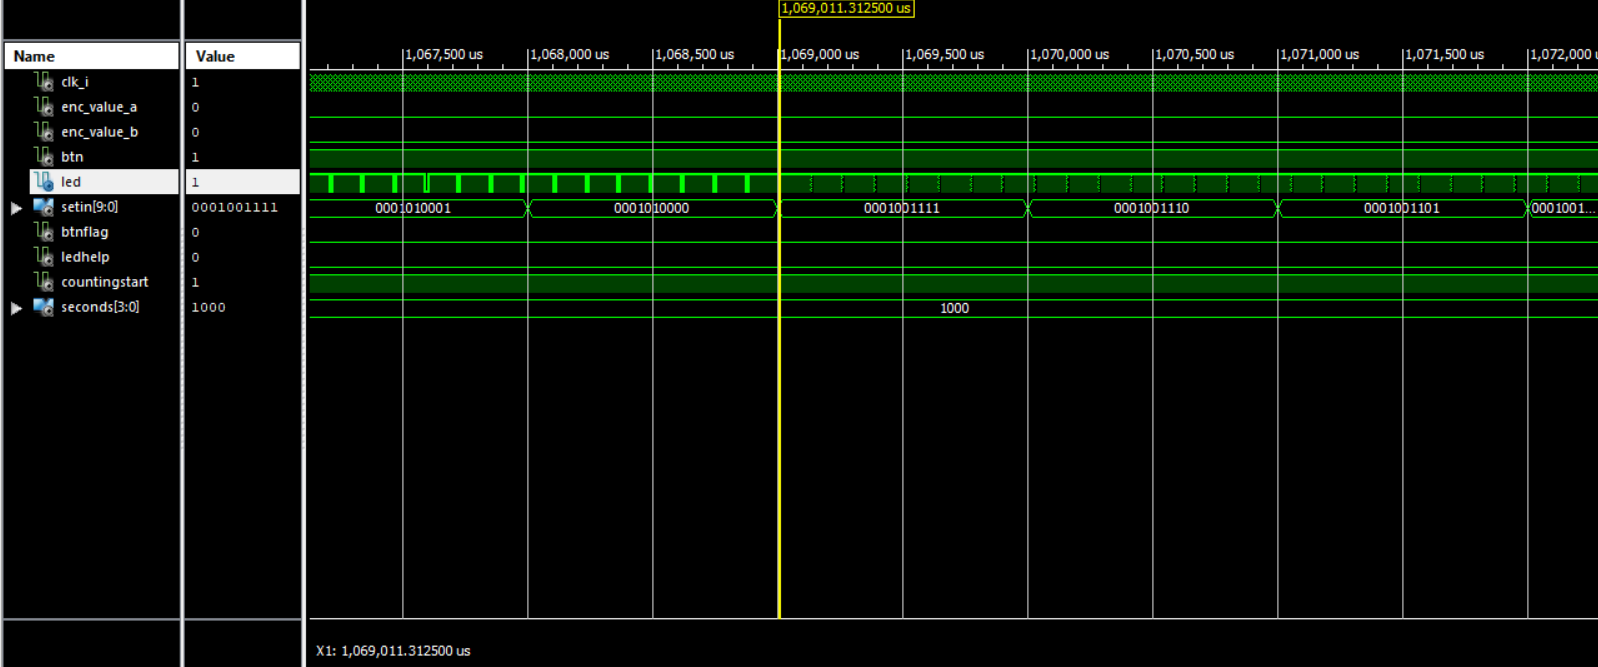 1,069,011.312500 us
Name Value
1,067,500 us 1,068,000 us 1,068,500 us 1,069,000 us 1,069,500 us 1,070,000 us 1,070,500 us 1,071,000 us 1,071,500 us 1,072,000
clk_i 1
enc_value_a 0
enc_value_b 0
btn 1
led 1
setin[9:0] 0001001111 0001010001 0001010000 0001001111 0001001110 0001001101 0001001...
btnflag 0
ledhelp 0
countingstart 1
seconds[3:0] 1000 1000
X1: 1,069,011.312500 us